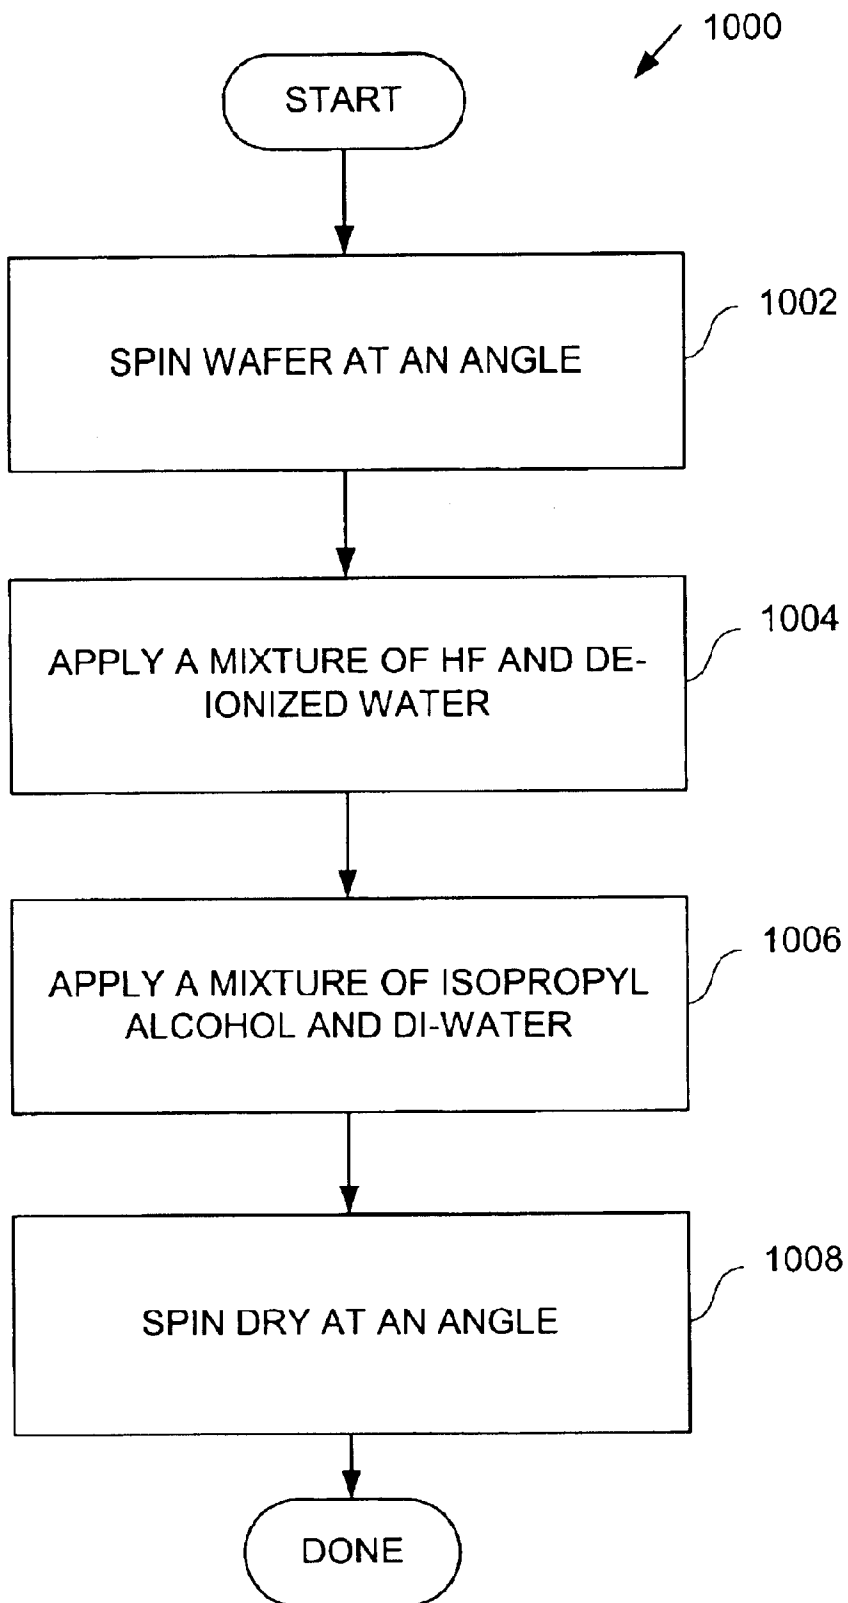 1000
START
1002
SPIN WAFER AT AN ANGLE
1004
APPLY A MIXTURE OF HF AND DE-
IONIZED WATER
1006
APPLY A MIXTURE OF ISOPROPYL
ALCOHOL AND DI-WATER
1008
SPIN DRY AT AN ANGLE
DONE